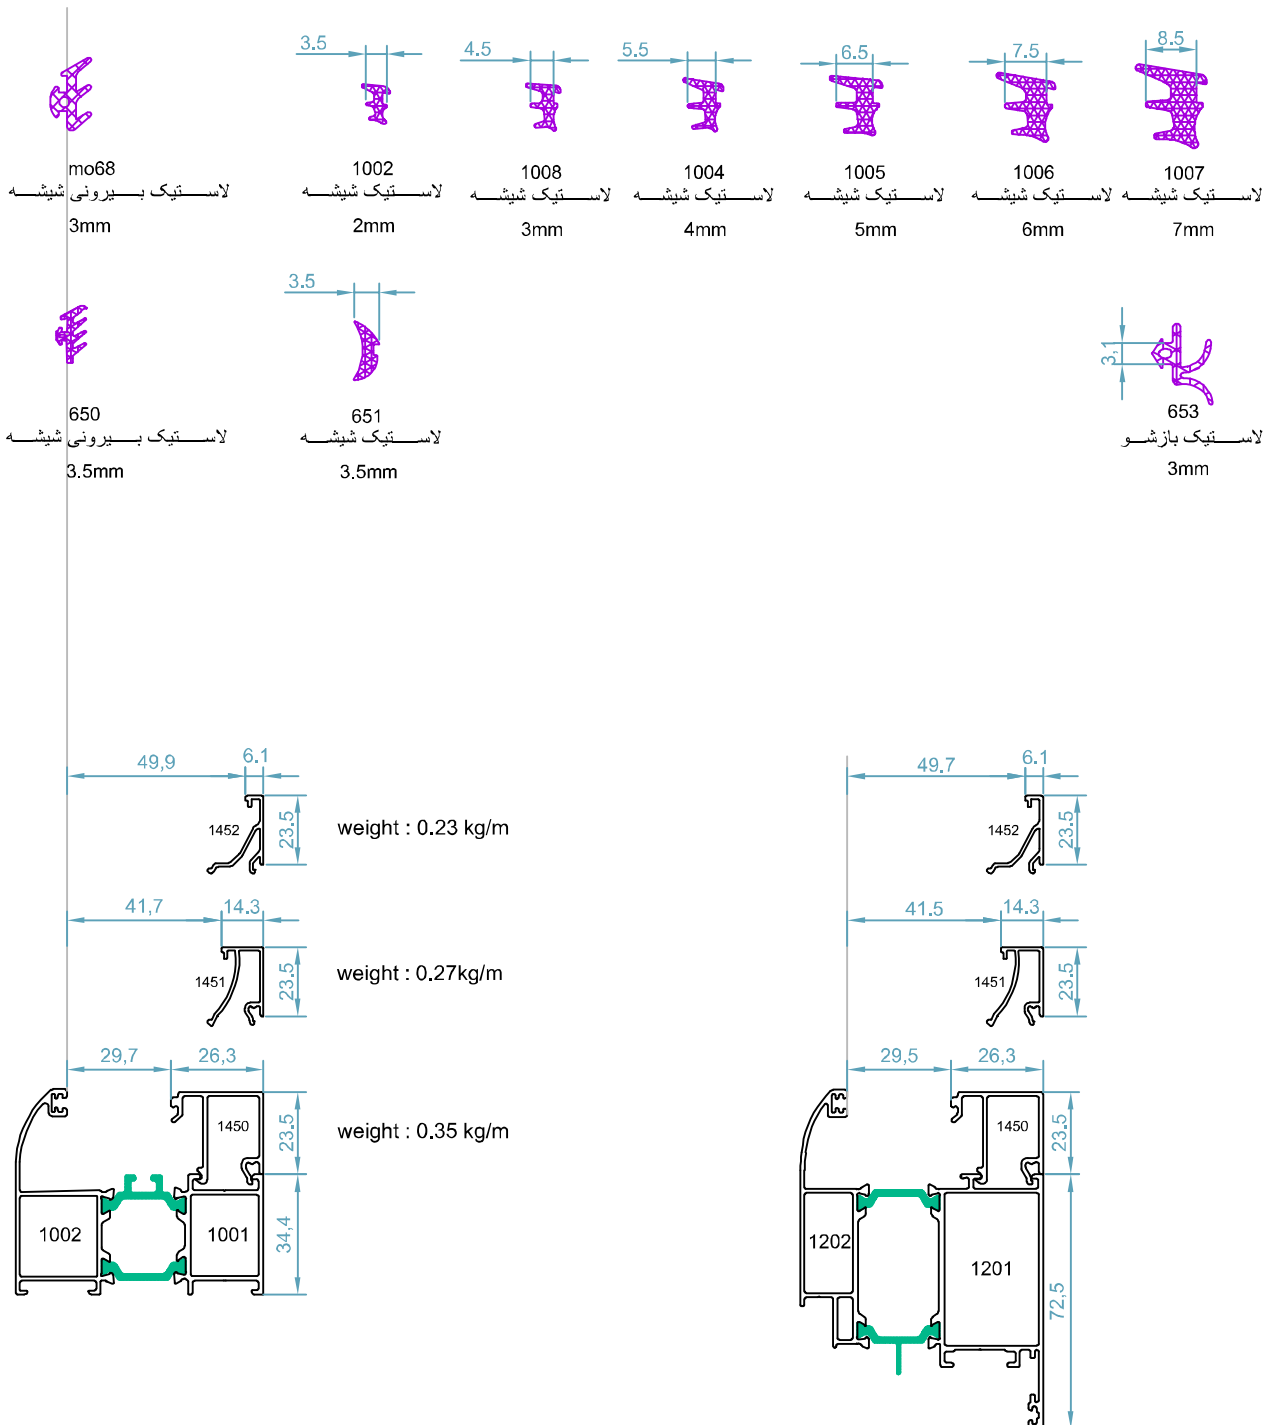 3.5
4.5
5.5
6.5
7.5
8.5
mo68
لاستیک بیرونی شیشه
3mm
1002
لاستیک شیشه
2mm
1008
لاستیک شیشه
3mm
1004
لاستیک شیشه
4mm
1005
لاستیک شیشه
5mm
1006
لاستیک شیشه
6mm
1007
لاستیک شیشه
7mm
3.5
3,1
650
لاستیک بیرونی شیشه
3.5mm
651
لاستیک شیشه
3.5mm
653
لاستیک بازشو
3mm
49,9
6.1
1452
23.5
weight : 0.23 kg/m
41,7
14.3
1451
23.5
weight : 0.27kg/m
29,7
26,3
1450
23.5
weight : 0.35 kg/m
1002
1001
34,4
49.7
6.1
1452
23.5
41.5
14.3
1451
23.5
29,5
26,3
1450
23.5
1202
1201
72,5